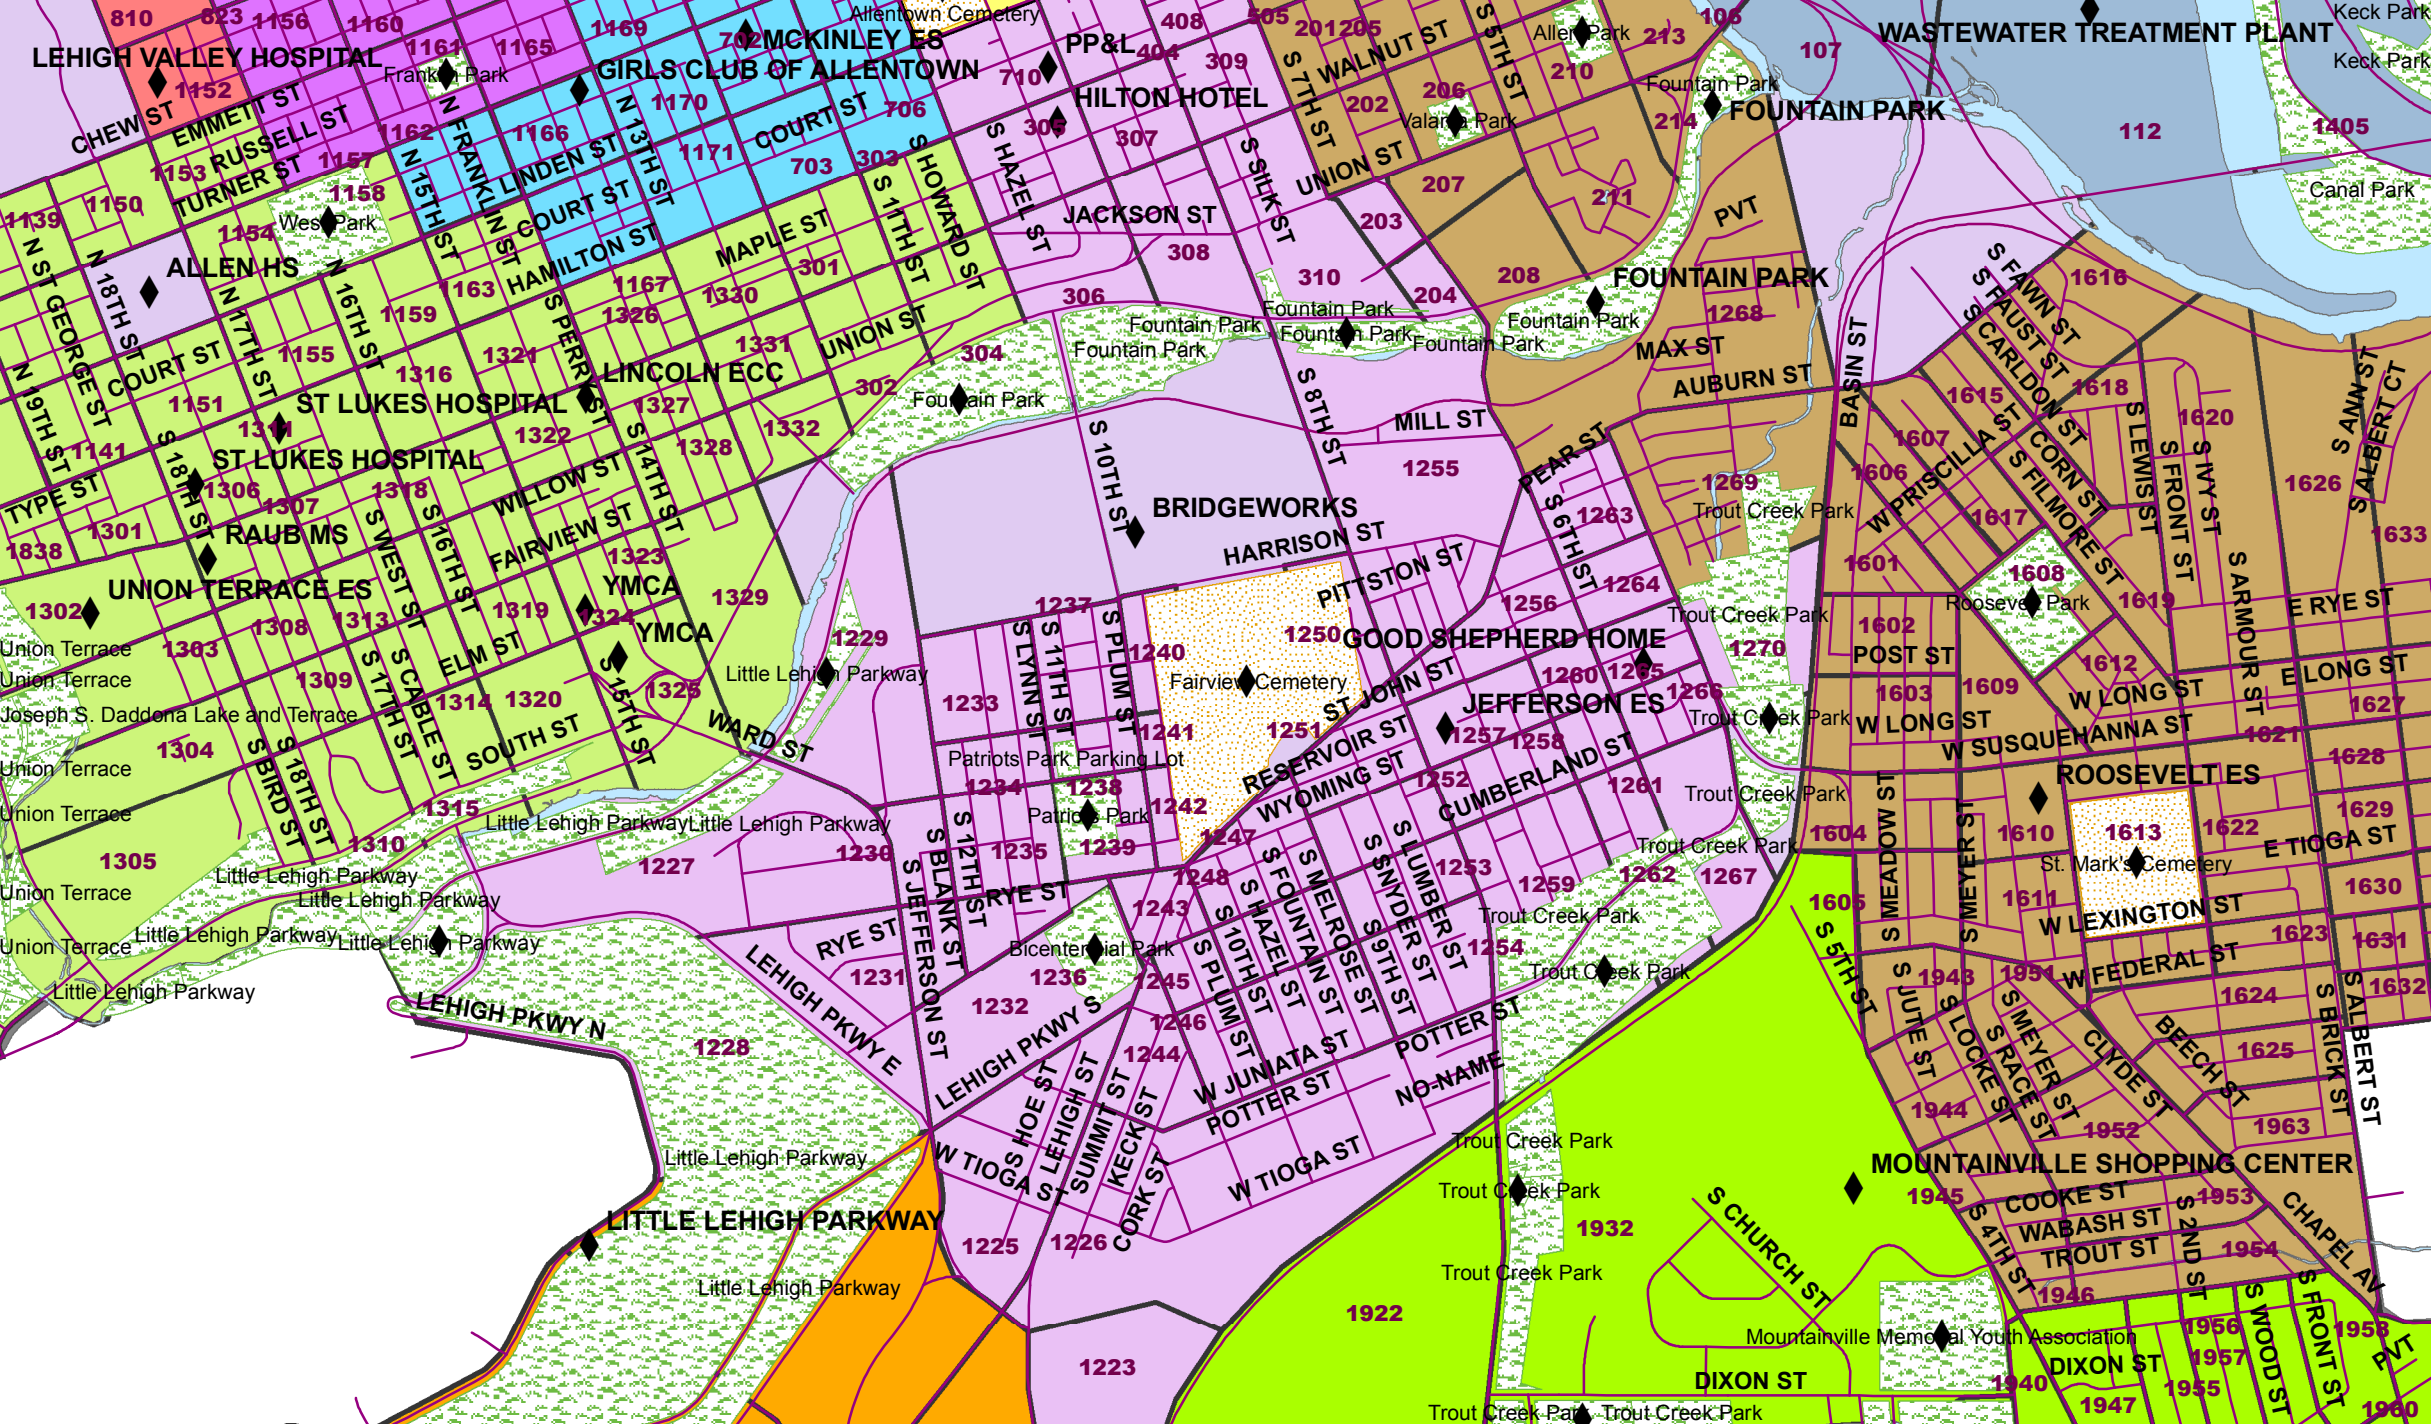 810
823
1156
1160
1169
Allentown Cemetery
408
505
201
205
S 5TH ST
106
Keck Park
LEHIGH VALLEY HOSPITAL
1161
1165
702
MCKINLEY ES
PP&L
404
309
WALNUT ST
Allen Park
213
107
WASTEWATER TREATMENT PLANT
Keck Park
1152
Franklin Park
GIRLS CLUB OF ALLENTOWN
710
S 7TH ST
210
Fountain Park
CHEW ST
EMMETT ST
N FRANKLIN ST
N 13TH ST
1170
COURT ST
706
HILTON HOTEL
202
206
FOUNTAIN PARK
RUSSELL ST
1162
1166
305
307
Valania Park
214
112
1405
1153
1157
LINDEN ST
1171
703
303
S HOWARD ST
S HAZEL ST
S SILK ST
UNION ST
207
TURNER ST
1158
N 15TH ST
COURT ST
S 11TH ST
211
Canal Park
1139
1150
West Park
1154
HAMILTON ST
MAPLE ST
JACKSON ST
203
PVT
N ST GEORGE ST
N 18TH ST
ALLEN HS
N 17TH ST
N 16TH ST
1163
1167
301
308
310
208
FOUNTAIN PARK
S FAWN ST
1616
1159
S PERRY ST
1326
1330
306
204
Fountain Park
Fountain Park
Fountain Park
Fountain Park
Fountain Park
Fountain Park
1268
S FAUST ST
S CARLDON ST
COURT ST
1155
1321
1331
UNION ST
304
MAX ST
BASIN ST
N 19TH ST
1316
LINCOLN ECC
302
Fountain Park
S 8TH ST
AUBURN ST
1618
S ANN ST
S ALBERT CT
1151
ST LUKES HOSPITAL
1327
1615
1311
1322
S 14TH ST
1328
1332
S 10TH ST
MILL ST
1607
CORN ST
S LEWIS ST
1620
1141
S 18TH ST
ST LUKES HOSPITAL
WILLOW ST
1255
PEAR ST
1606
W PRISCILLA ST
S FILMORE ST
S FRONT ST
S IVY ST
1626
TYPE ST
1306
1307
1318
S 6TH ST
1269
Trout Creek Park
1301
RAUB MS
S WEST ST
S 16TH ST
FAIRVIEW ST
BRIDGEWORKS
1263
1617
1633
1838
1323
HARRISON ST
PITTSTON ST
1601
S ARMOUR ST
UNION TERRACE ES
YMCA
1329
1264
1608
1302
1308
1313
1319
1324
1237
1256
Trout Creek Park
Roosevelt Park
1619
E RYE ST
Union Terrace
1303
ELM ST
YMCA
1229
S LYNN ST
S 11TH ST
S PLUM ST
1240
1250
GOOD SHEPHERD HOME
1270
1602
POST ST
1612
E LONG ST
Union Terrace
1309
S 17TH ST
S CABLE ST
1314
1320
S 15TH ST
1325
Little Lehigh Parkway
Fairview Cemetery
1260
1265
1266
1603
1609
W LONG ST
1627
Joseph S. Daddona Lake and Terrace
1233
ST JOHN ST
JEFFERSON ES
Trout Creek Park
W LONG ST
W SUSQUEHANNA ST
1621
1304
S BIRD ST
S 18TH ST
SOUTH ST
WARD ST
1241
1251
RESERVOIR ST
1257
1258
1628
Union Terrace
Patriots Park Parking Lot
WYOMING ST
1252
CUMBERLAND ST
ROOSEVELT ES
Union Terrace
1315
Little Lehigh Parkway
Little Lehigh Parkway
1234
1238
1242
1261
Trout Creek Park
S MEADOW ST
S MEYER ST
1629
1305
1310
1227
1230
S JEFFERSON ST
S BLANK ST
S 12TH ST
1235
Patriots Park
1239
1247
Trout Creek Park
1604
1610
1613
1622
E TIOGA ST
Little Lehigh Parkway
RYE ST
1248
S FOUNTAIN ST
S MELROSE ST
S SNYDER ST
S LUMBER ST
1253
1259
1262
1267
St. Mark's Cemetery
1630
Union Terrace
Little Lehigh Parkway
1243
S 10TH ST
S HAZEL ST
S 9TH ST
Trout Creek Park
1605
S 5TH ST
1611
W LEXINGTON ST
Union Terrace
Little Lehigh Parkway
Little Lehigh Parkway
LEHIGH PKWY E
RYE ST
1231
Bicentennial Park
1236
1245
S PLUM ST
1254
Trout Creek Park
S JUTE ST
1943
1951
W FEDERAL ST
1623
1631
Little Lehigh Parkway
LEHIGH PKWY N
1232
LEHIGH PKWY S
1246
POTTER ST
S LOCKE ST
S RACE ST
S MEYER ST
CLYDE ST
BEECH ST
1624
S BRICK ST
S ALBERT ST
1632
1228
1244
W JUNIATA ST
NO-NAME
1625
S HOE ST
S LEHIGH ST
SUMMIT ST
KECK ST
POTTER ST
1944
1952
1963
Trout Creek Park
Little Lehigh Parkway
W TIOGA ST
CORK ST
W TIOGA ST
Trout Creek Park
MOUNTAINVILLE SHOPPING CENTER
LITTLE LEHIGH PARKWAY
1225
1226
1932
S CHURCH ST
1945
S 4TH ST
COOKE ST
WABASH ST
TROUT ST
S 2ND ST
1953
1954
CHAPEL AV
Little Lehigh Parkway
Trout Creek Park
1922
1946
S WOOD ST
S FRONT ST
Mountainville Memorial Youth Association
1956
1958
1223
DIXON ST
1940
DIXON ST
1957
PVT
1955
1947
1960
Trout Creek Park
Trout Creek Park